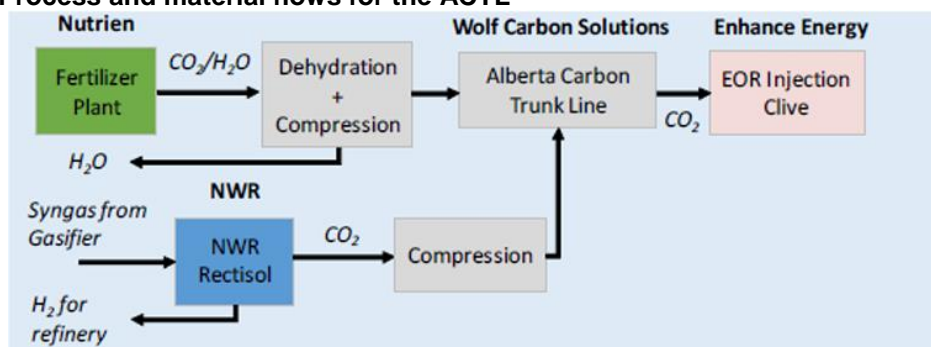 Process and material flows for the ACTL
Nutrien
Wolf Carbon Solutions
Enhance Energy
Fertilizer
Plant
CO₂/H₂O
Dehydration
+
Compression
Alberta Carbon
Trunk Line
CO₂
EOR Injection
Clive
H₂O
NWR
Syngas from
Gasifier
NWR
Rectisol
CO₂
Compression
H₂ for
refinery